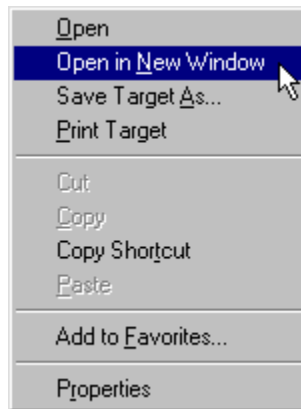 Open
Open in New Window
Save Target As...
Print Target
Cut
Copy
Copy Shortcut
Paste
Add to Favorites...
Properties